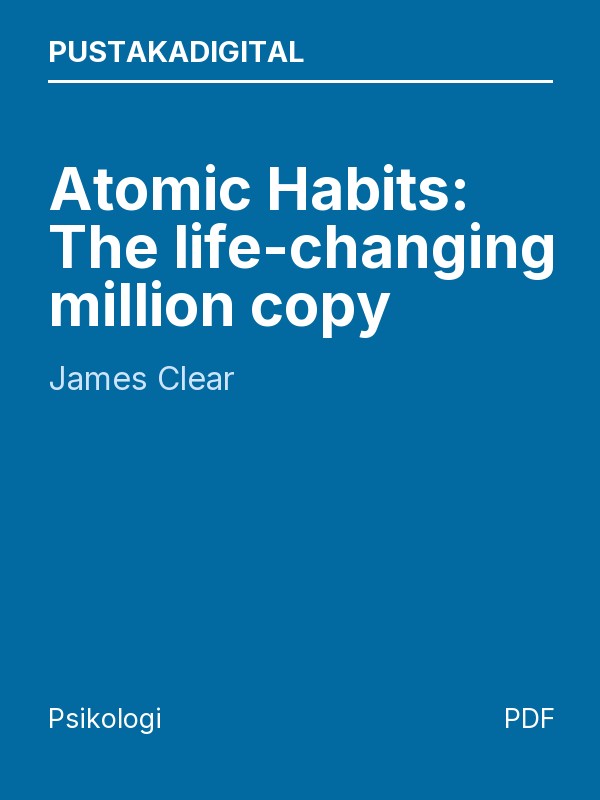 PUSTAKADIGITAL
Atomic Habits:
The life-changing
million copy
James Clear
Psikologi
PDF